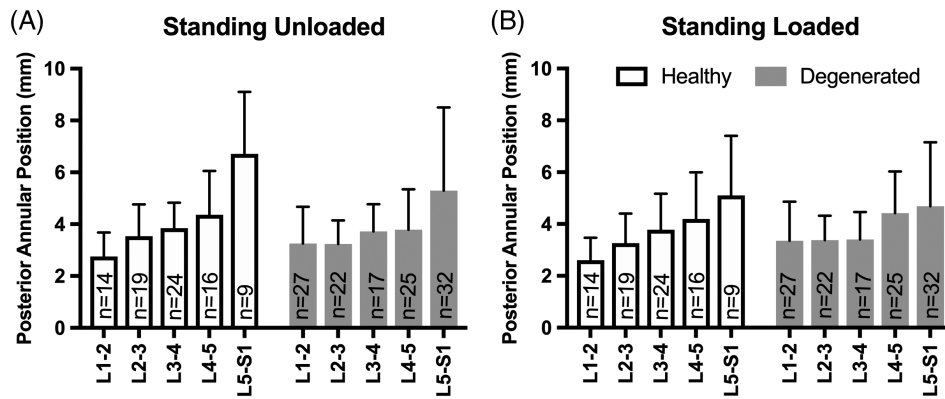 (A)
Standing Unloaded
Posterior Annular Position (mm)
10
8
6
4
2
0
n=14
n=19
n=24
n=16
n=9
n=27
n=22
n=17
n=25
n=32
L1-2
L2-3
L3-4
L4-5
L5-S1
L1-2
L2-3
L3-4
L4-5
L5-S1
(B)
Standing Loaded
Healthy
Degenerated
Posterior Annular Position (mm)
10
8
6
4
2
0
n=14
n=19
n=24
n=16
n=9
n=27
n=22
n=17
n=25
n=32
L1-2
L2-3
L3-4
L4-5
L5-S1
L1-2
L2-3
L3-4
L4-5
L5-S1